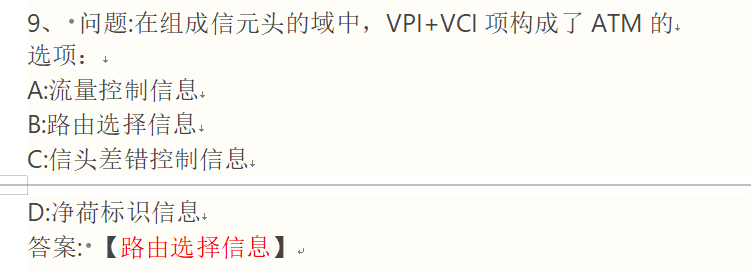 9、 问题:在组成信元头的域中，VPI+VCI 项构成了 ATM 的
选项：
A:流量控制信息
B:路由选择信息
C:信头差错控制信息
D:净荷标识信息
答案: 【路由选择信息】